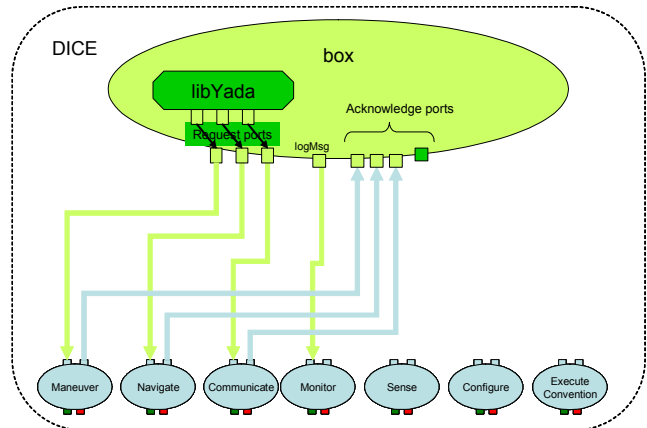 DICE
box
libYada
Acknowledge ports
Request ports
logMsg
Maneuver
Navigate
Communicate
Monitor
Sense
Configure
Execute
Convention